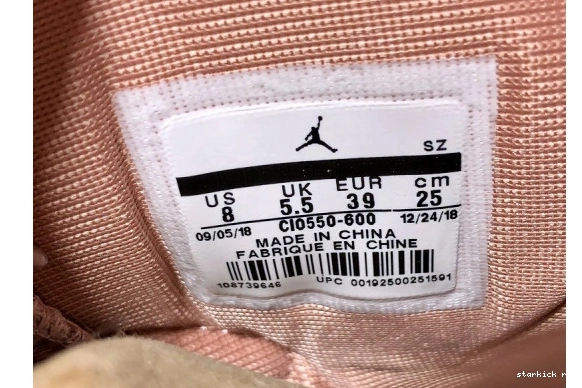 SZ
US UK EUR cm
8 5.5 39 25
09/05/18 CI0550-600 12/24/18
MADE IN CHINA
FABRIQUE EN CHINE
108739646 UPC 00192500251591
starkick